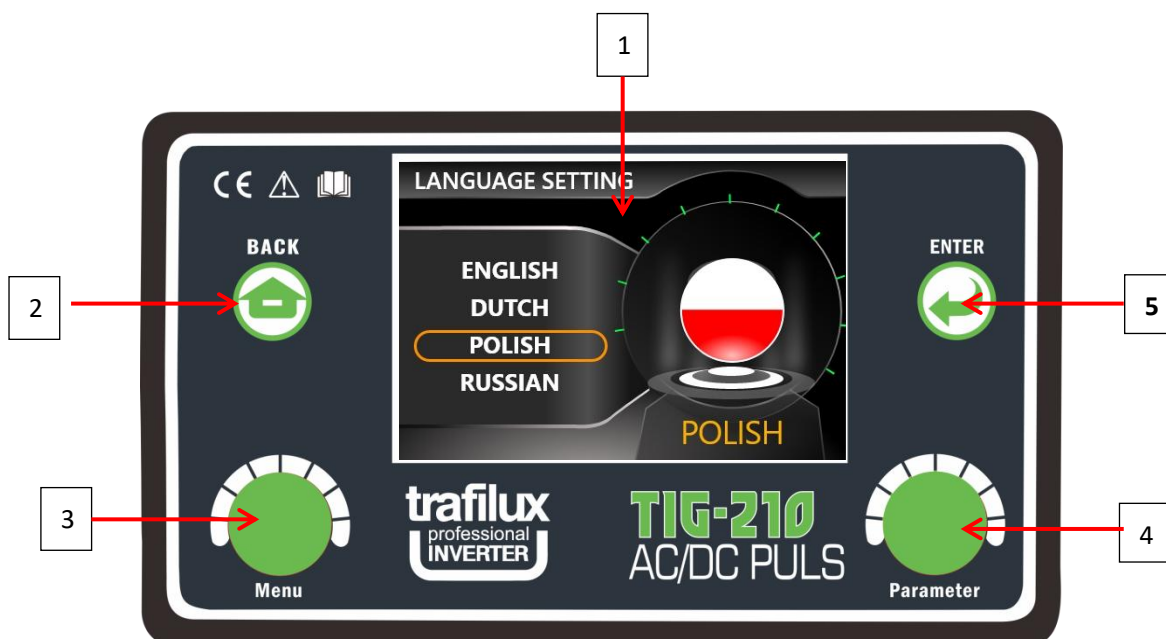 1
CE
LANGUAGE SETTING
BACK
ENTER
ENGLISH
DUTCH
POLISH
RUSSIAN
POLISH
2
5
3
4
trafilux
professional
INVERTER
TIG-210
AC/DC PULS
Menu
Parameter